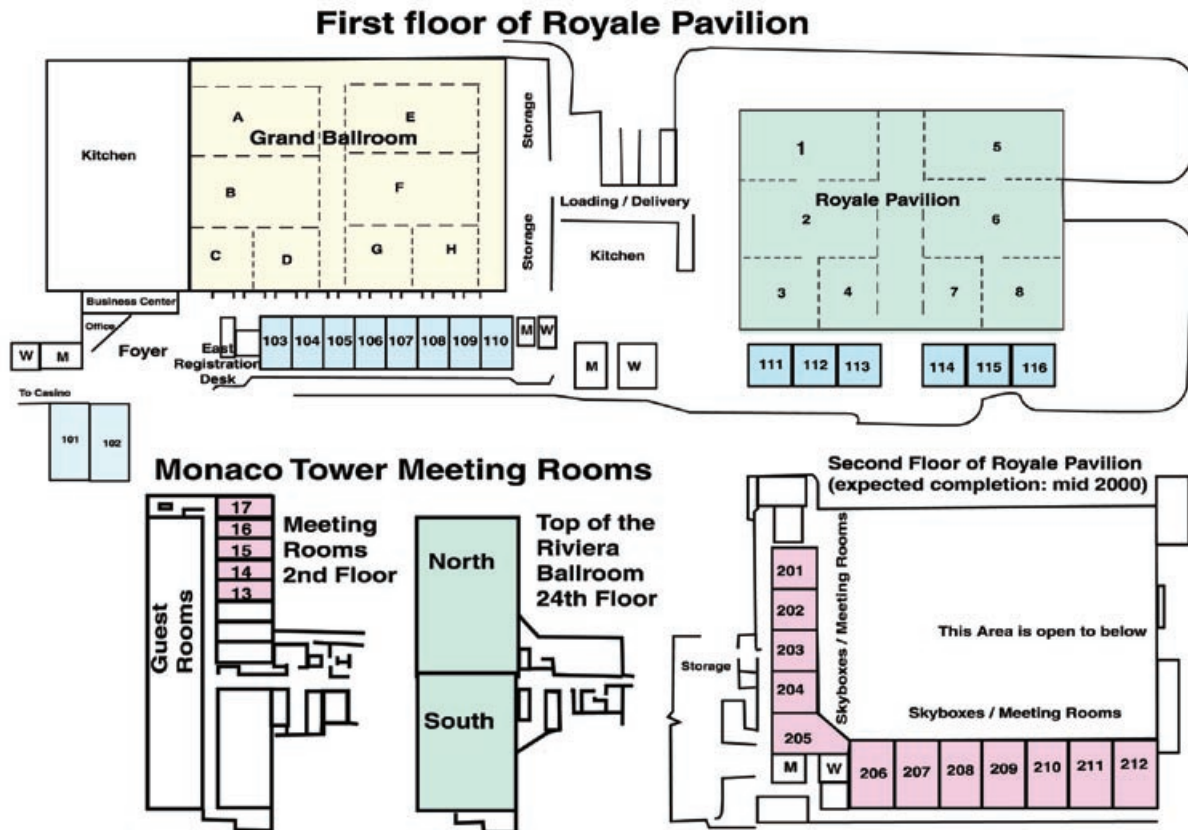 First floor of Royale Pavilion
Kitchen
A
E
Grand Ballroom
B
F
C
D
G
H
Storage
Storage
Loading / Delivery
Kitchen
1
5
Royale Pavilion
2
6
3
4
7
8
Business Center
Office
Foyer
W
M
East
Registration
Desk
103
104
105
106
107
108
109
110
M
W
M
W
111
112
113
114
115
116
To Casino
101
102
Monaco Tower Meeting Rooms
17
16
15
14
13
Meeting
Rooms
2nd Floor
Guest
Rooms
North
South
Top of the
Riviera
Ballroom
24th Floor
Second Floor of Royale Pavilion
(expected completion: mid 2000)
201
202
203
204
205
Skyboxes / Meeting Rooms
This Area is open to below
Storage
Skyboxes / Meeting Rooms
M
W
206
207
208
209
210
211
212